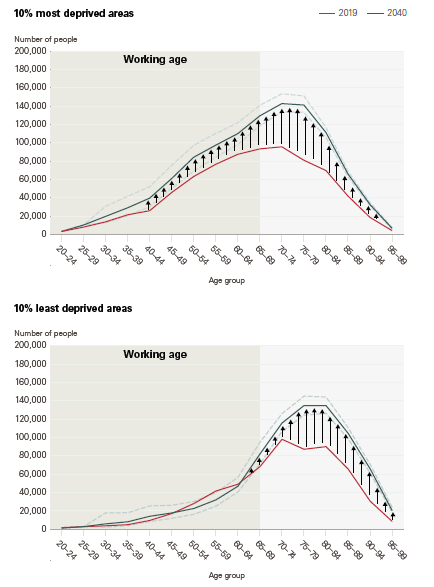 10% most deprived areas
2019 2040
Number of people
200,000
180,000
160,000
140,000
120,000
100,000
80,000
60,000
40,000
20,000
0
Working age
20-24 25-29 30-34 35-39 40-44 45-49 50-54 55-59 60-64 65-69 70-74 75-79 80-84 85-89 90-94 95-99
Age group
10% least deprived areas
Number of people
200,000
180,000
160,000
140,000
120,000
100,000
80,000
60,000
40,000
20,000
0
Working age
20-24 25-29 30-34 35-39 40-44 45-49 50-54 55-59 60-64 65-69 70-74 75-79 80-84 85-89 90-94 95-99
Age group